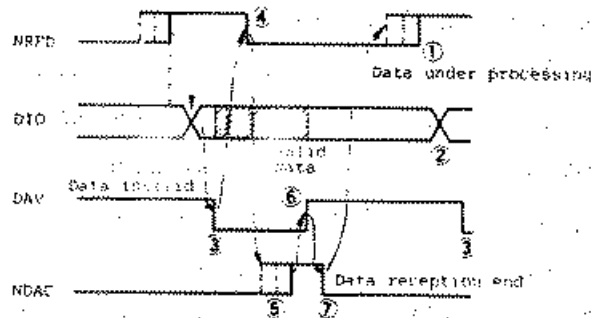 ④
NRFD
①
Data under processing
DIO
②
valid
data
Data invalid
⑥
DAV
③
③
Data reception end
NDAC
⑤
⑦